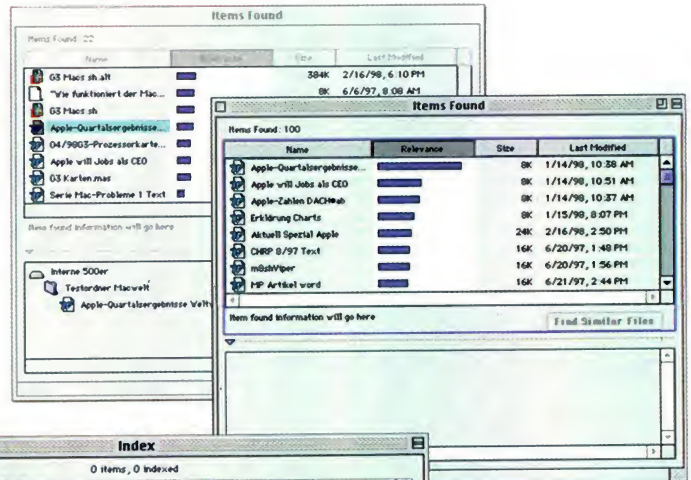 Items Found
Items Found: 22
Name Relevance Size Last Modified
G3 Macs sh.alt 384K 2/16/98, 6:10 PM
"Wie funktioniert der Mac... 8K 6/6/97, 8:08 AM
G3 Macs sh
Apple-Quartalsergebnisse...
04/98G3-Prozessorkarte...
Apple will Jobs als CEO
G3 Karten.mas
Serie Mac-Probleme 1 Text
Items found information will go here
Interne 500er
Testordner Macwelt
Apple-Quartalsergebnisse Weltw
Items Found
Items Found: 100
Name Relevance Size Last Modified
Apple-Quartalsergebnisse... 8K 1/14/98, 10:38 AM
Apple will Jobs als CEO 8K 1/14/98, 10:51 AM
Apple-Zahlen DACH ab 8K 1/14/98, 10:37 AM
Erklärung Charts 8K 1/15/98, 8:07 PM
Aktuell Spezial Apple 24K 2/16/98, 2:50 PM
CHRP 8/97 Text 16K 6/20/97, 1:48 PM
m8shViper 16K 6/20/97, 1:56 PM
MP Artikel word 16K 6/21/97, 2:44 PM
Item found information will go here
Find Similar Files
Index
0 items, 0 indexed